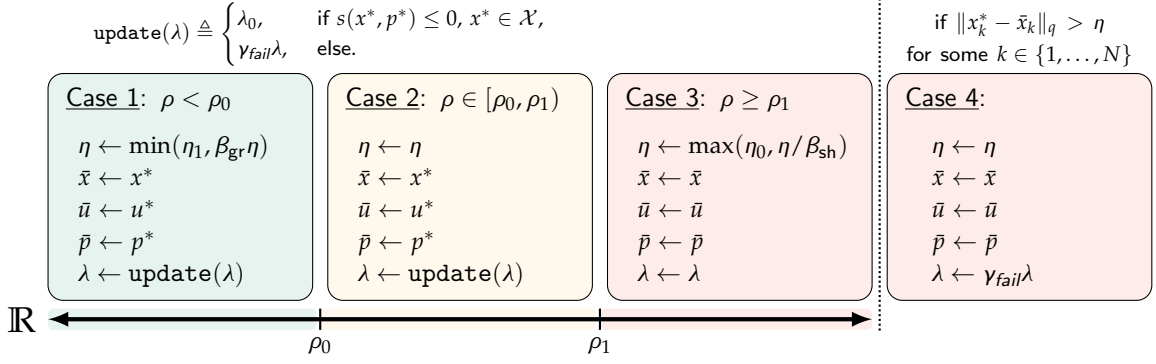 update(λ) ≜ { λ₀, if s(x*, p*) ≤ 0, x* ∈ 𝒳,
γ_fail λ, else.
if ‖x*_k − x̄_k‖_q > η
for some k ∈ {1, . . . , N}
Case 1: ρ < ρ₀
η ← min(η₁, β_gr η)
x̄ ← x*
ū ← u*
p̄ ← p*
λ ← update(λ)
Case 2: ρ ∈ [ρ₀, ρ₁)
η ← η
x̄ ← x*
ū ← u*
p̄ ← p*
λ ← update(λ)
Case 3: ρ ≥ ρ₁
η ← max(η₀, η/β_sh)
x̄ ← x̄
ū ← ū
p̄ ← p̄
λ ← λ
Case 4:
η ← η
x̄ ← x̄
ū ← ū
p̄ ← p̄
λ ← γ_fail λ
ℝ
ρ₀
ρ₁